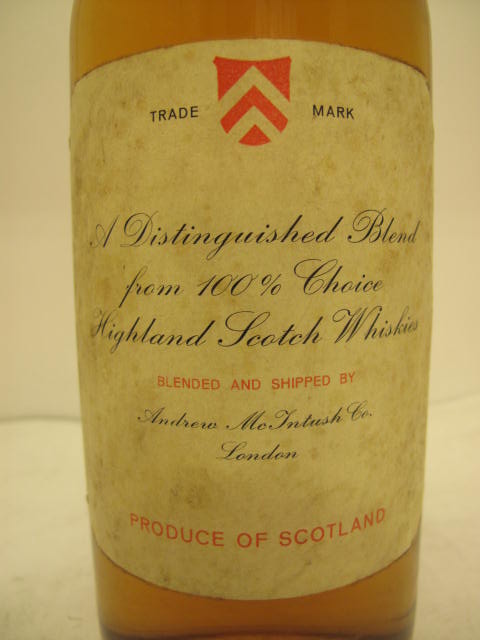 TRADE MARK
A Distinguished Blend
from 100% Choice
Highland Scotch Whiskies
BLENDED AND SHIPPED BY
Andrew McIntush Co.
London
PRODUCE OF SCOTLAND